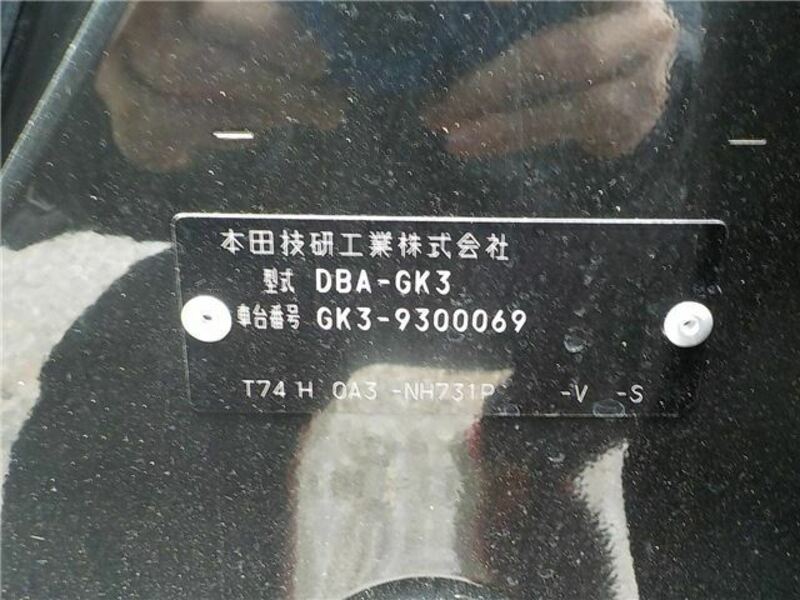 本田技研工業株式会社
型式 DBA-GK3
車台番号 GK3-9300069
T74 H 0A3 -NH731P -V -S